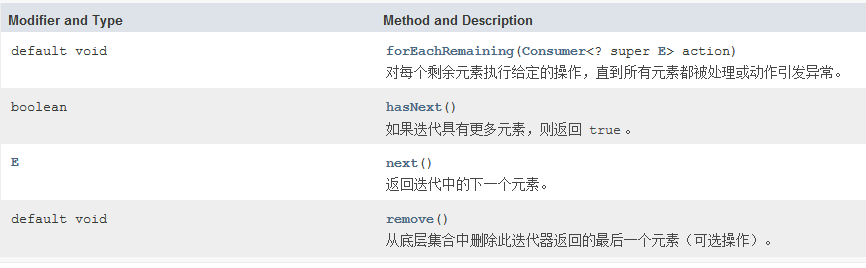 Modifier and Type Method and Description
default void forEachRemaining(Consumer<? super E> action)
对每个剩余元素执行给定的操作，直到所有元素都被处理或动作引发异常。
boolean hasNext()
如果迭代具有更多元素，则返回 true 。
E next()
返回迭代中的下一个元素。
default void remove()
从底层集合中删除此迭代器返回的最后一个元素（可选操作）。